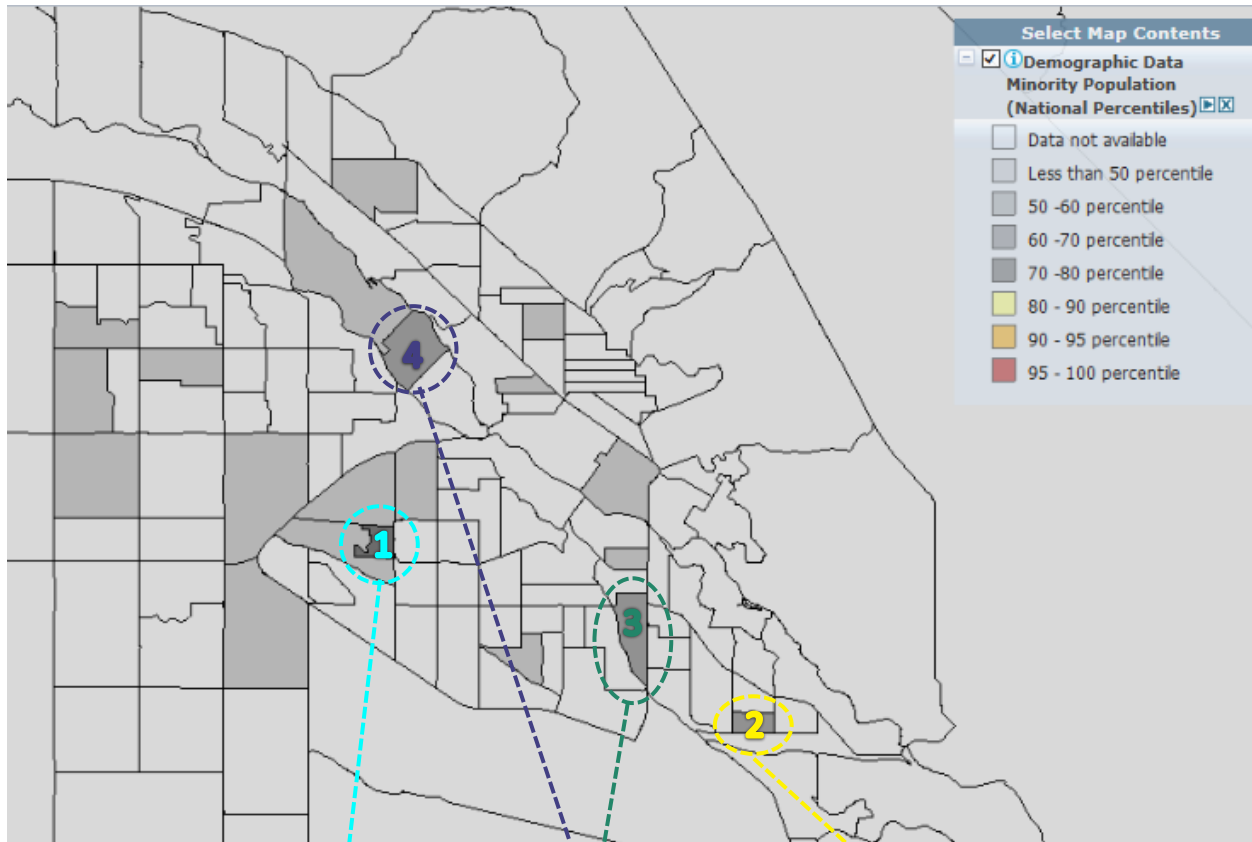 Select Map Contents
Demographic Data
Minority Population
(National Percentiles)
Data not available
Less than 50 percentile
50 -60 percentile
60 -70 percentile
70 -80 percentile
80 - 90 percentile
90 - 95 percentile
95 - 100 percentile
4
1
3
2